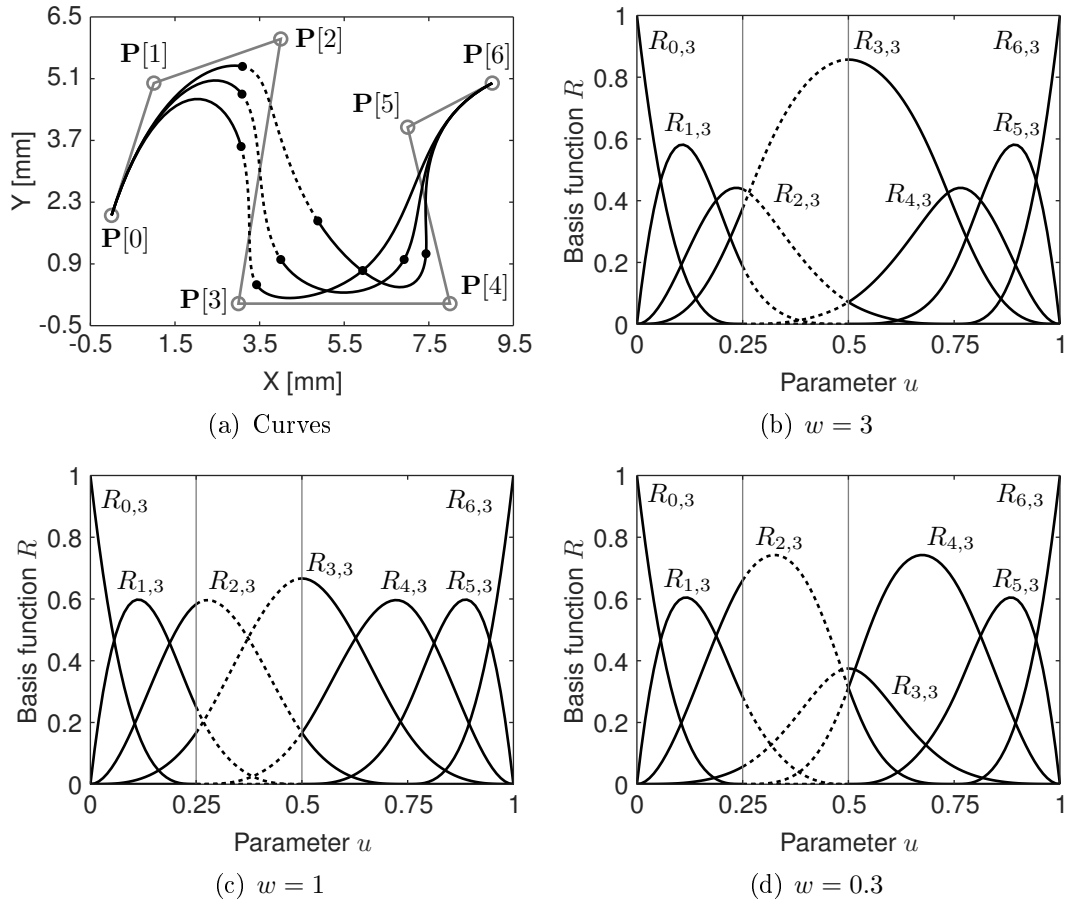 6.5
5.1
3.7
2.3
0.9
-0.5
Y [mm]
P[0]
P[1]
P[2]
P[3]
P[4]
P[5]
P[6]
-0.5 1.5 3.5 5.5 7.5 9.5
X [mm]
(a) Curves
1
0.8
0.6
0.4
0.2
0
Basis function R
R0,3
R1,3
R2,3
R3,3
R4,3
R5,3
R6,3
0 0.25 0.5 0.75 1
Parameter u
(b) w = 3
1
0.8
0.6
0.4
0.2
0
Basis function R
R0,3
R1,3
R2,3
R3,3
R4,3
R5,3
R6,3
0 0.25 0.5 0.75 1
Parameter u
(c) w = 1
1
0.8
0.6
0.4
0.2
0
Basis function R
R0,3
R1,3
R2,3
R3,3
R4,3
R5,3
R6,3
0 0.25 0.5 0.75 1
Parameter u
(d) w = 0.3